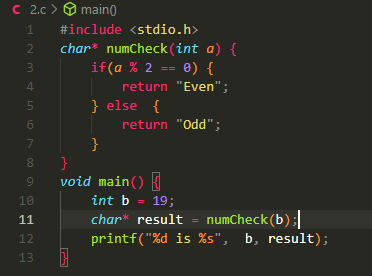 C 2.c > main()
1 #include <stdio.h>
2 char* numCheck(int a) {
3     if(a % 2 == 0) {
4         return "Even";
5     } else  {
6         return "Odd";
7     }
8 }
9 void main() {
10     int b = 19;
11     char* result = numCheck(b);
12     printf("%d is %s",  b, result);
13 }